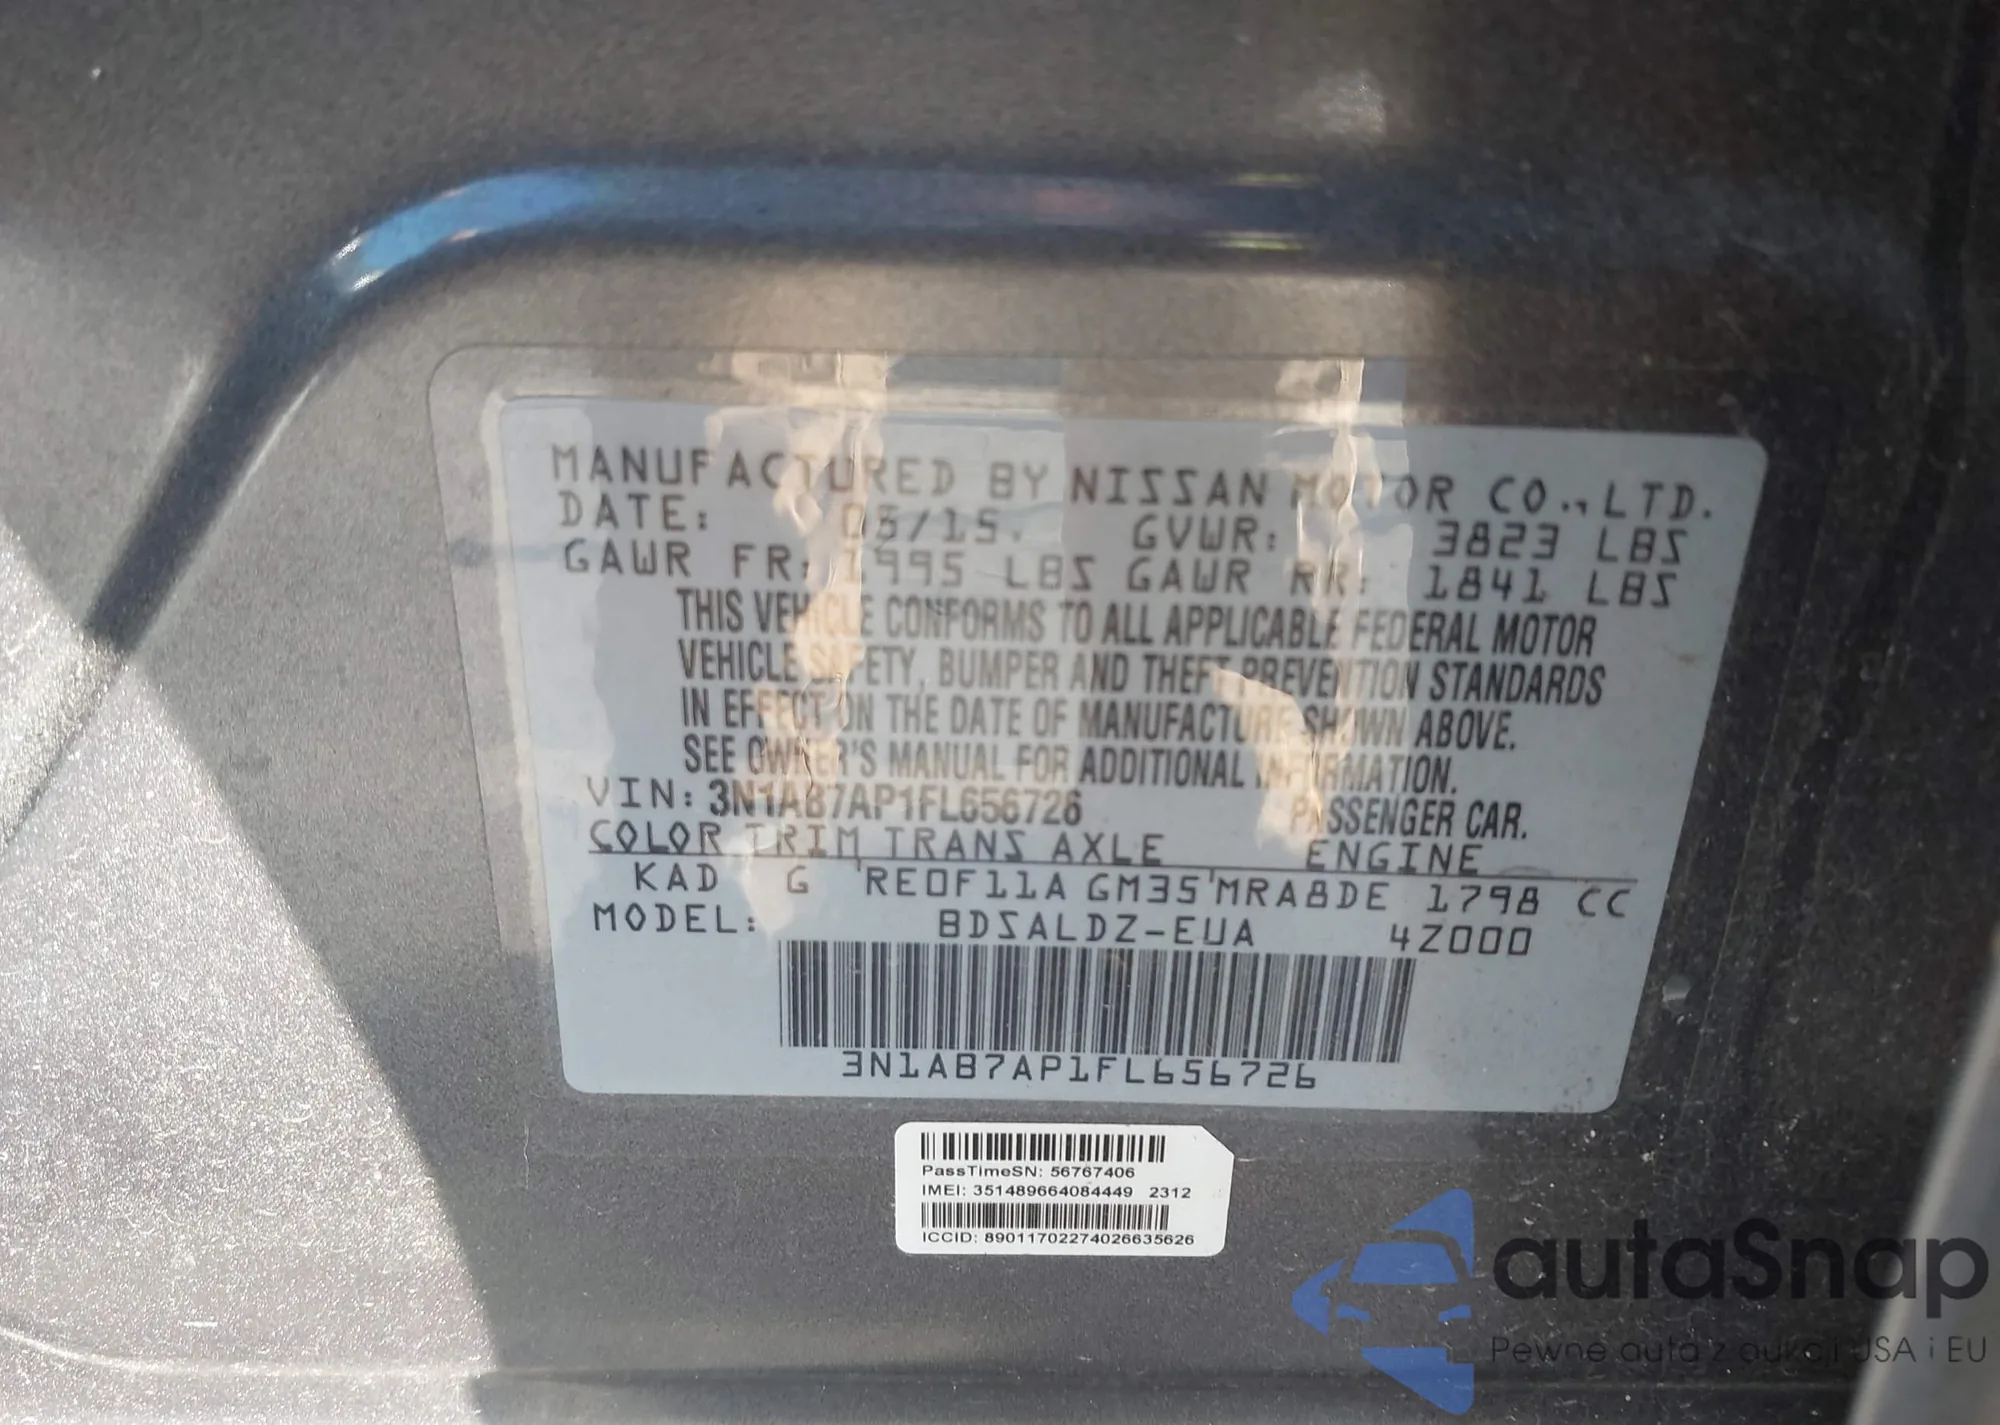 MANUFACTURED BY NISSAN MOTOR CO., LTD.
DATE: 05/15. GVWR: 3823 LBS
GAWR FR: 1995 LBS GAWR RR: 1841 LBS
THIS VEHICLE CONFORMS TO ALL APPLICABLE FEDERAL MOTOR
VEHICLE SAFETY, BUMPER AND THEFT PREVENTION STANDARDS
IN EFFECT ON THE DATE OF MANUFACTURE SHOWN ABOVE.
SEE OWNER'S MANUAL FOR ADDITIONAL INFORMATION.
VIN: 3N1AB7AP1FL656726 PASSENGER CAR.
COLOR TRIM TRANS AXLE ENGINE
KAD G RE0F11A GM35 MRA8DE 1798 CC
MODEL: BDSALDZ-EUA 4Z000
3N1AB7AP1FL656726
PassTimeSN: 56767406
IMEI: 351489664084449 2312
ICCID: 89011702274026635626
autaSnap
Pewne auta z aukcji USA i EU